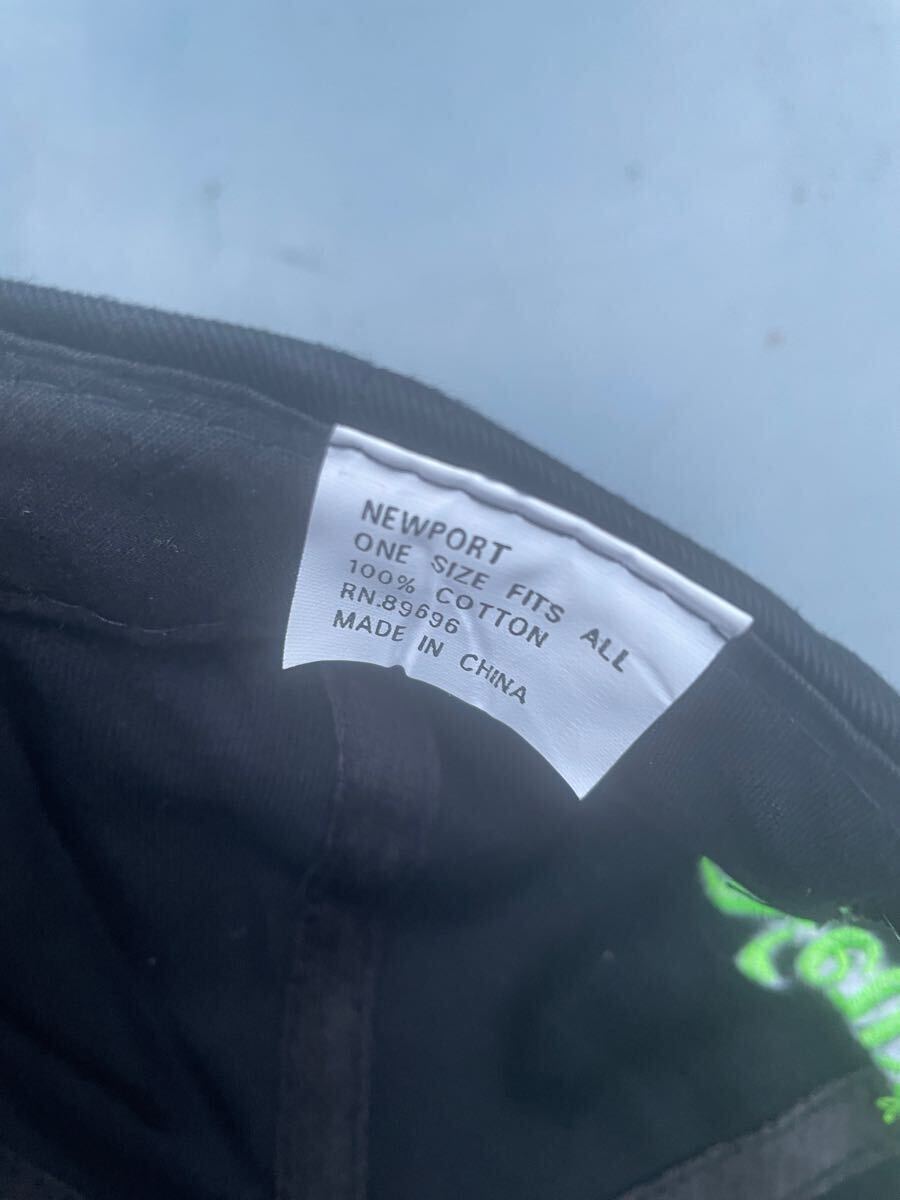 NEWPORT
ONE SIZE FITS ALL
100% COTTON
RN.89696
MADE IN CHINA